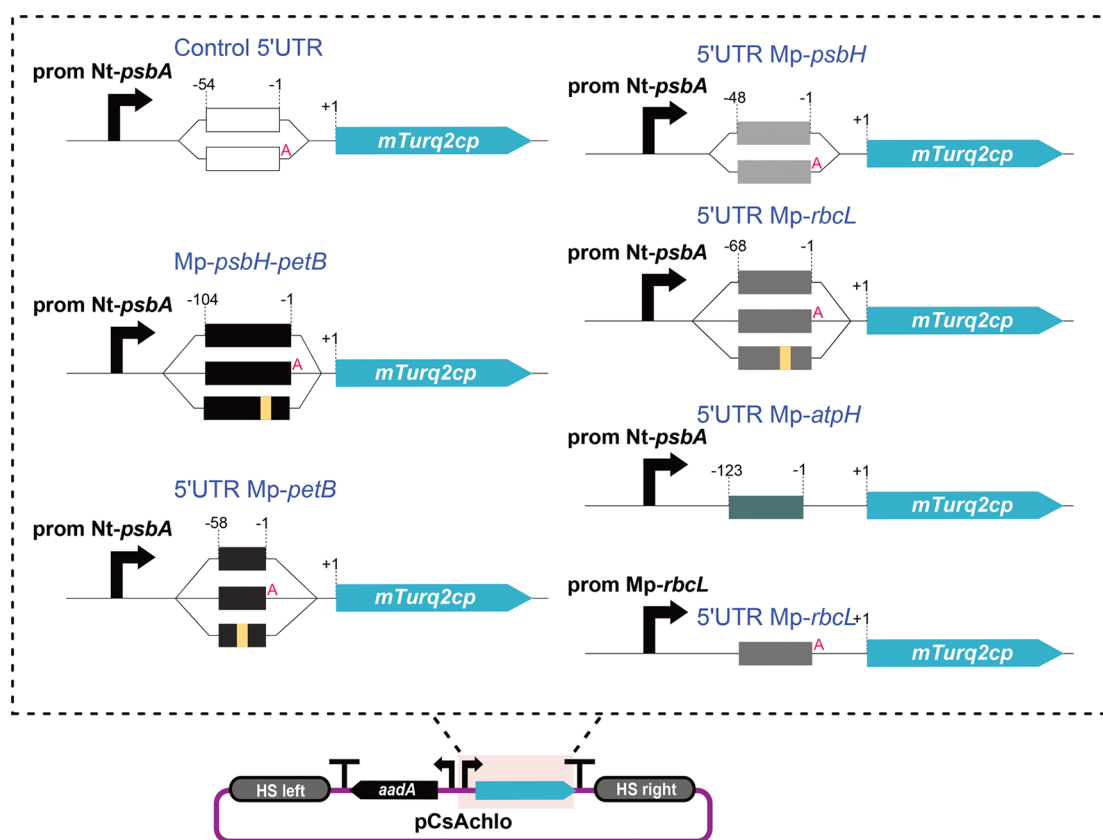 Control 5'UTR
prom Nt-psbA
-54 -1
+1
A
mTurq2cp
Mp-psbH-petB
prom Nt-psbA
-104 -1
+1
A
mTurq2cp
5'UTR Mp-petB
prom Nt-psbA
-58 -1
+1
A
mTurq2cp
5'UTR Mp-psbH
prom Nt-psbA
-48 -1
+1
A
mTurq2cp
5'UTR Mp-rbcL
prom Nt-psbA
-68 -1
+1
A
mTurq2cp
5'UTR Mp-atpH
prom Nt-psbA
-123 -1
+1
mTurq2cp
prom Mp-rbcL
5'UTR Mp-rbcL
+1
A
mTurq2cp
HS left
aadA
HS right
pCsAchlo